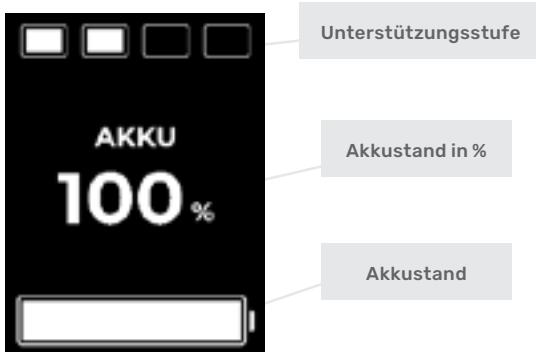 Unterstützungsstufe
AKKU
100 %
Akkustand in %
Akkustand